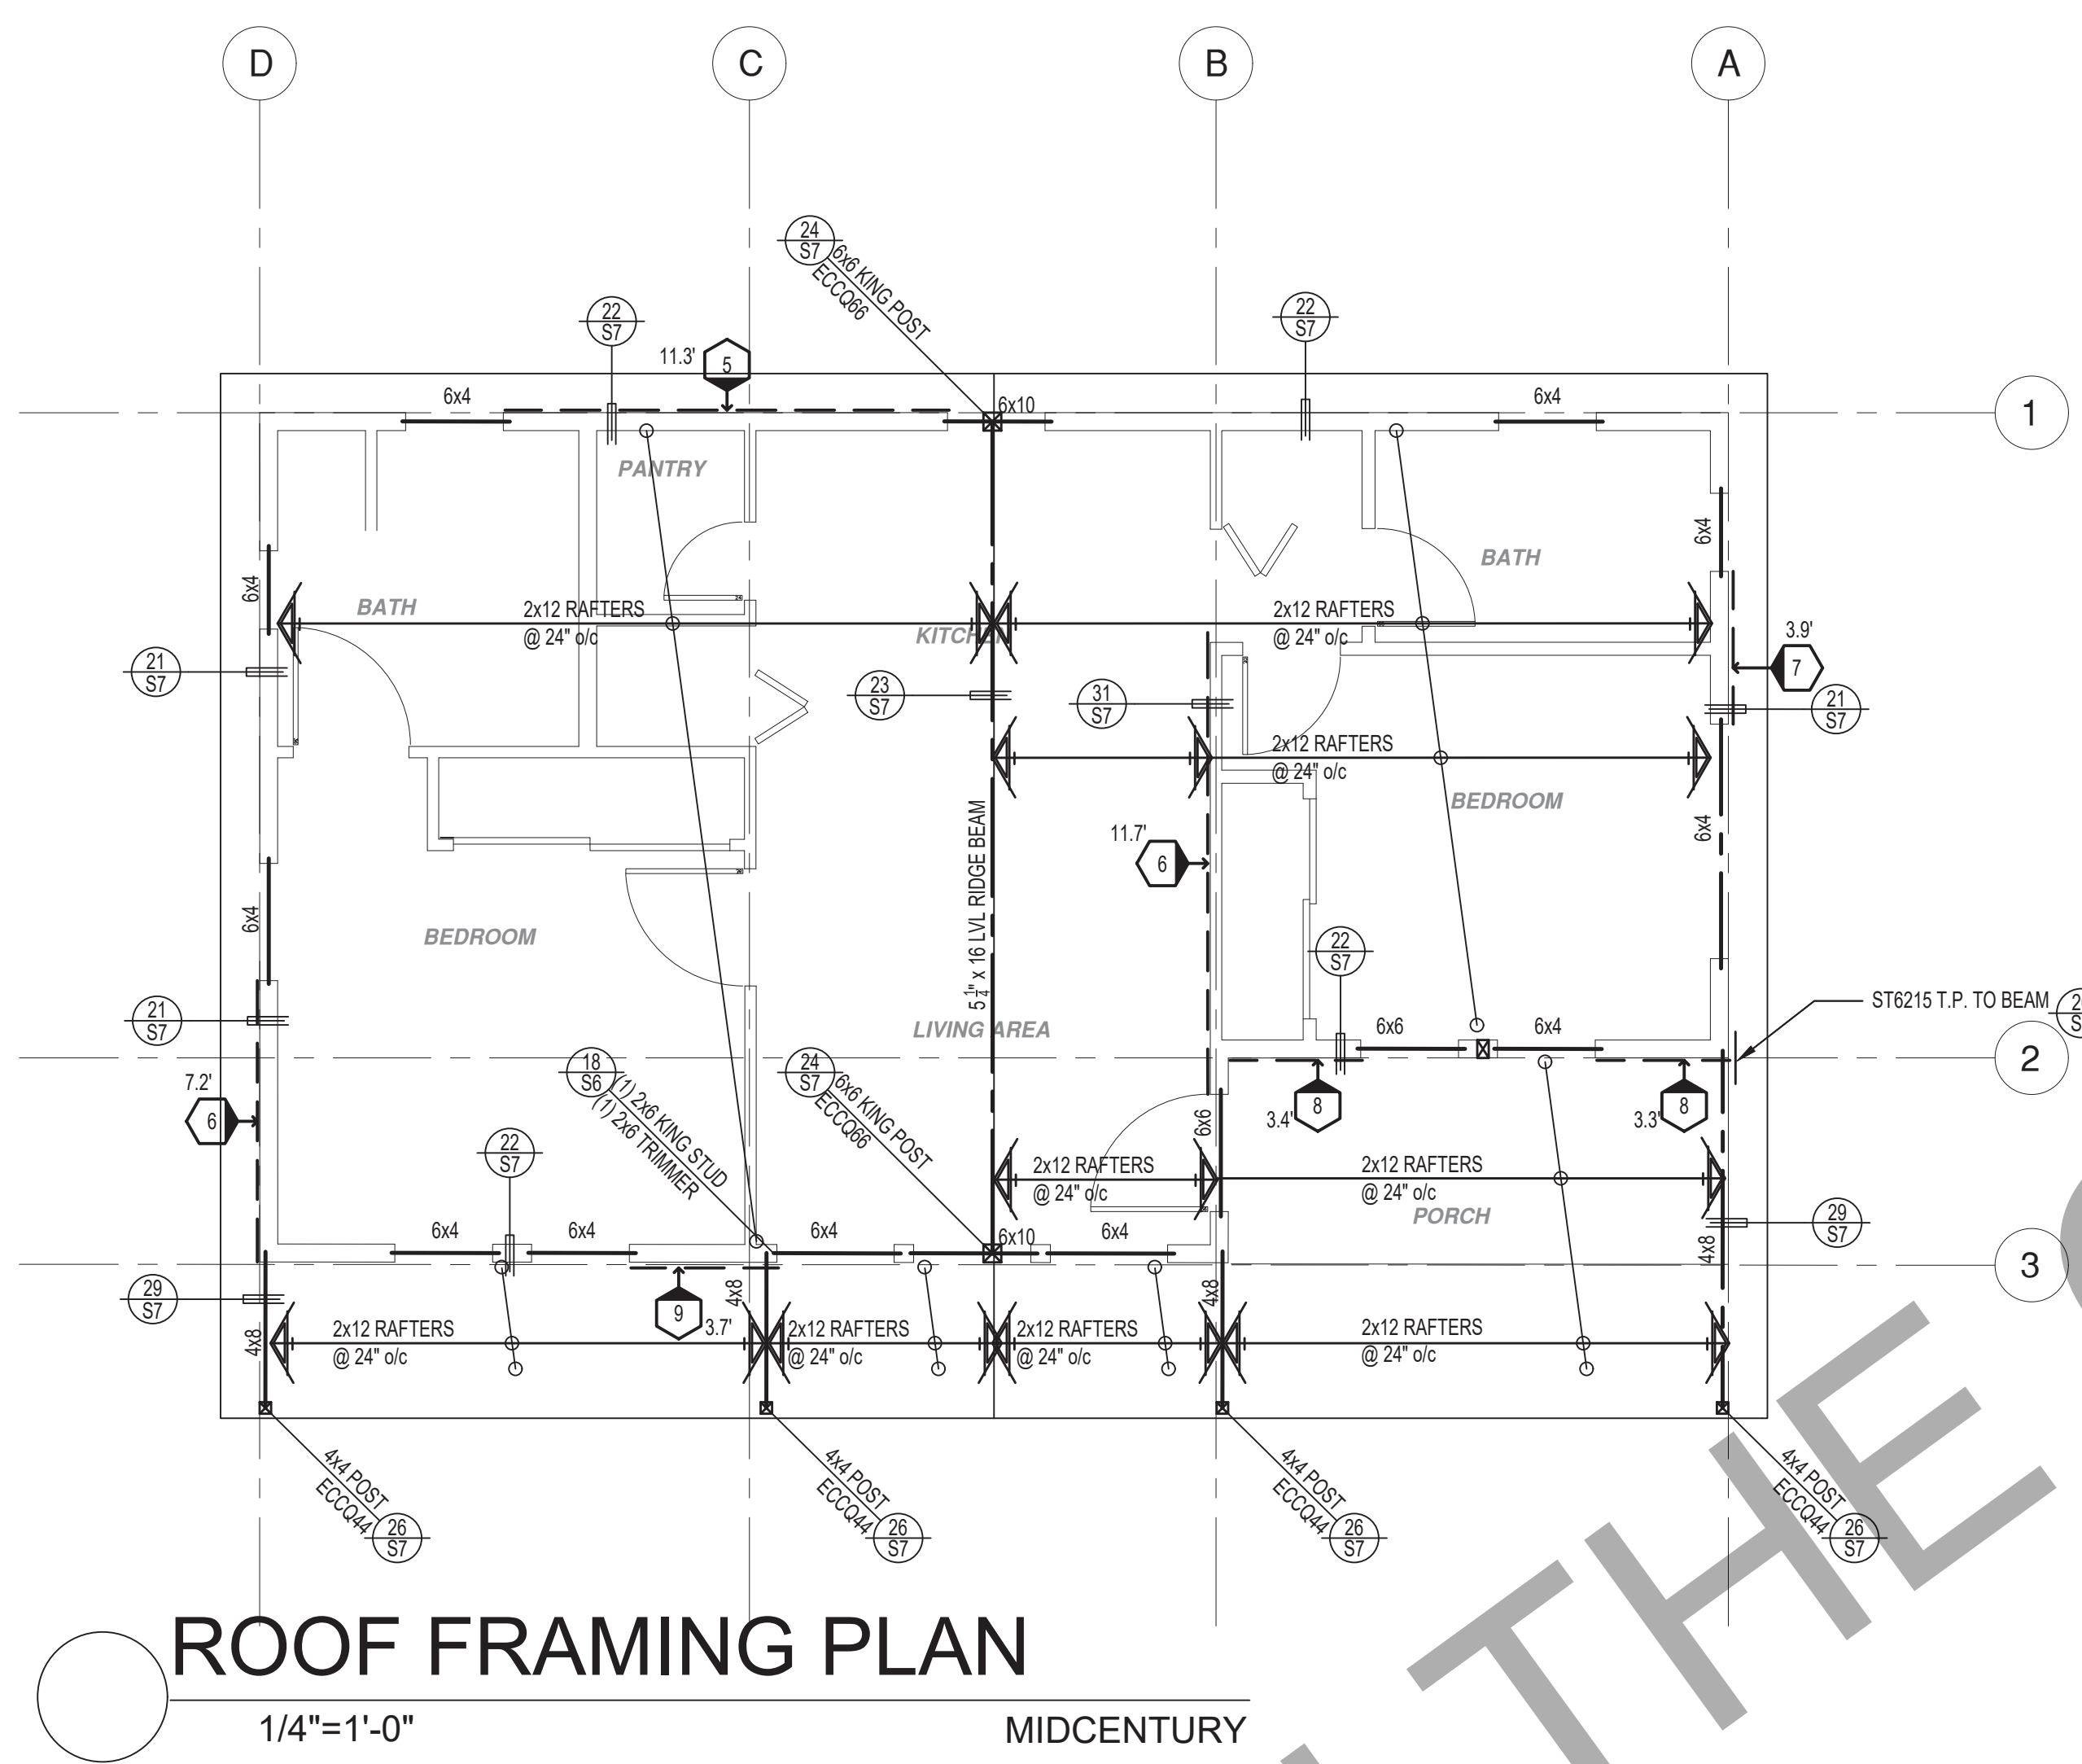 D
C
B
A
24
S7
6x6 KING POST
ECCQ66
22
S7
22
S7
11.3'
5
6x4
6x10
6x4
1
PANTRY
BATH
6x4
6x4
BATH
2x12 RAFTERS
@ 24" o/c
KITCHEN
2x12 RAFTERS
@ 24" o/c
3.9'
7
21
S7
23
S7
31
S7
21
S7
2x12 RAFTERS
@ 24" o/c
BEDROOM
5 1/4" x 16 LVL RIDGE BEAM
6x4
11.7'
6
6x4
BEDROOM
22
S7
ST6215 T.P. TO BEAM
21
S7
LIVING AREA
6x6
6x4
2
18
S6
(1) 2x6 KING STUD
(1) 2x6 TRIMMER
24
S7
6x6 KING POST
ECCQ66
7.2'
6
6x6
3.4'
8
3.3'
8
22
S7
2x12 RAFTERS
@ 24" o/c
2x12 RAFTERS
@ 24" o/c
PORCH
29
S7
6x4
6x4
6x4
6x10
6x4
4x8
3
29
S7
4x8
9
3.7'
4x8
4x8
2x12 RAFTERS
@ 24" o/c
2x12 RAFTERS
@ 24" o/c
2x12 RAFTERS
@ 24" o/c
2x12 RAFTERS
@ 24" o/c
4x4 POST
ECCQ44
26
S7
4x4 POST
ECCQ44
26
S7
4x4 POST
ECCQ44
26
S7
4x4 POST
ECCQ44
26
S7
THE
ROOF FRAMING PLAN
1/4"=1'-0"
MIDCENTURY